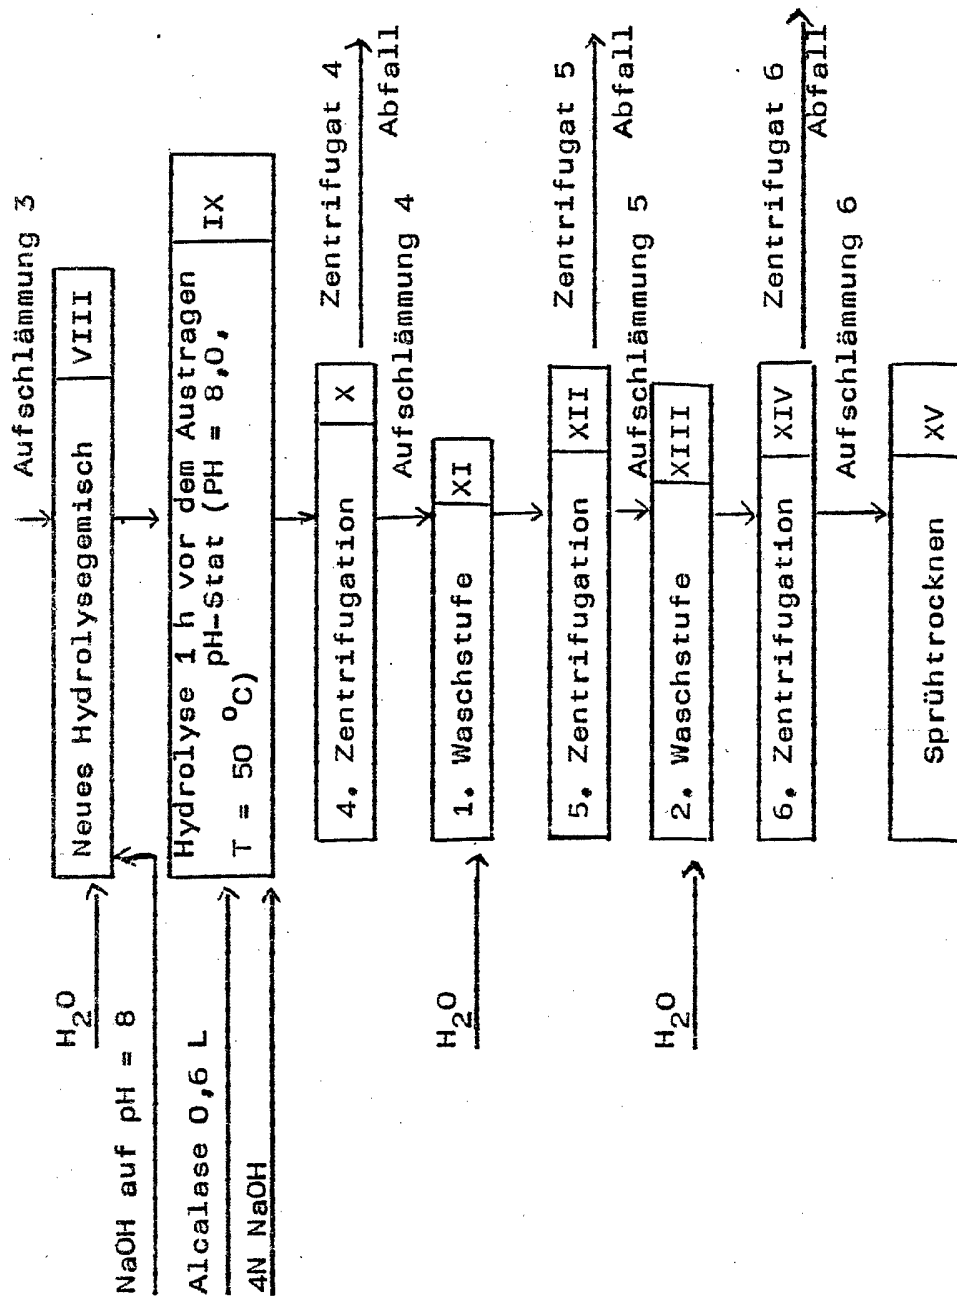 Aufschlämmung 3
H₂O
NaOH auf pH = 8
Neues Hydrolysegemisch VIII
Alcalase 0,6 L
4N NaOH
Hydrolyse 1 h vor dem Austragen
pH-Stat (PH = 8,0,
T = 50 °C)
IX
4. Zentrifugation X
Zentrifugat 4
Abfall
Aufschlämmung 4
H₂O
1. Waschstufe XI
5. Zentrifugation XII
Zentrifugat 5
Abfall
Aufschlämmung 5
H₂O
2. Waschstufe XIII
6. Zentrifugation XIV
Zentrifugat 6
Abfall
Aufschlämmung 6
Sprühtrocknen XV